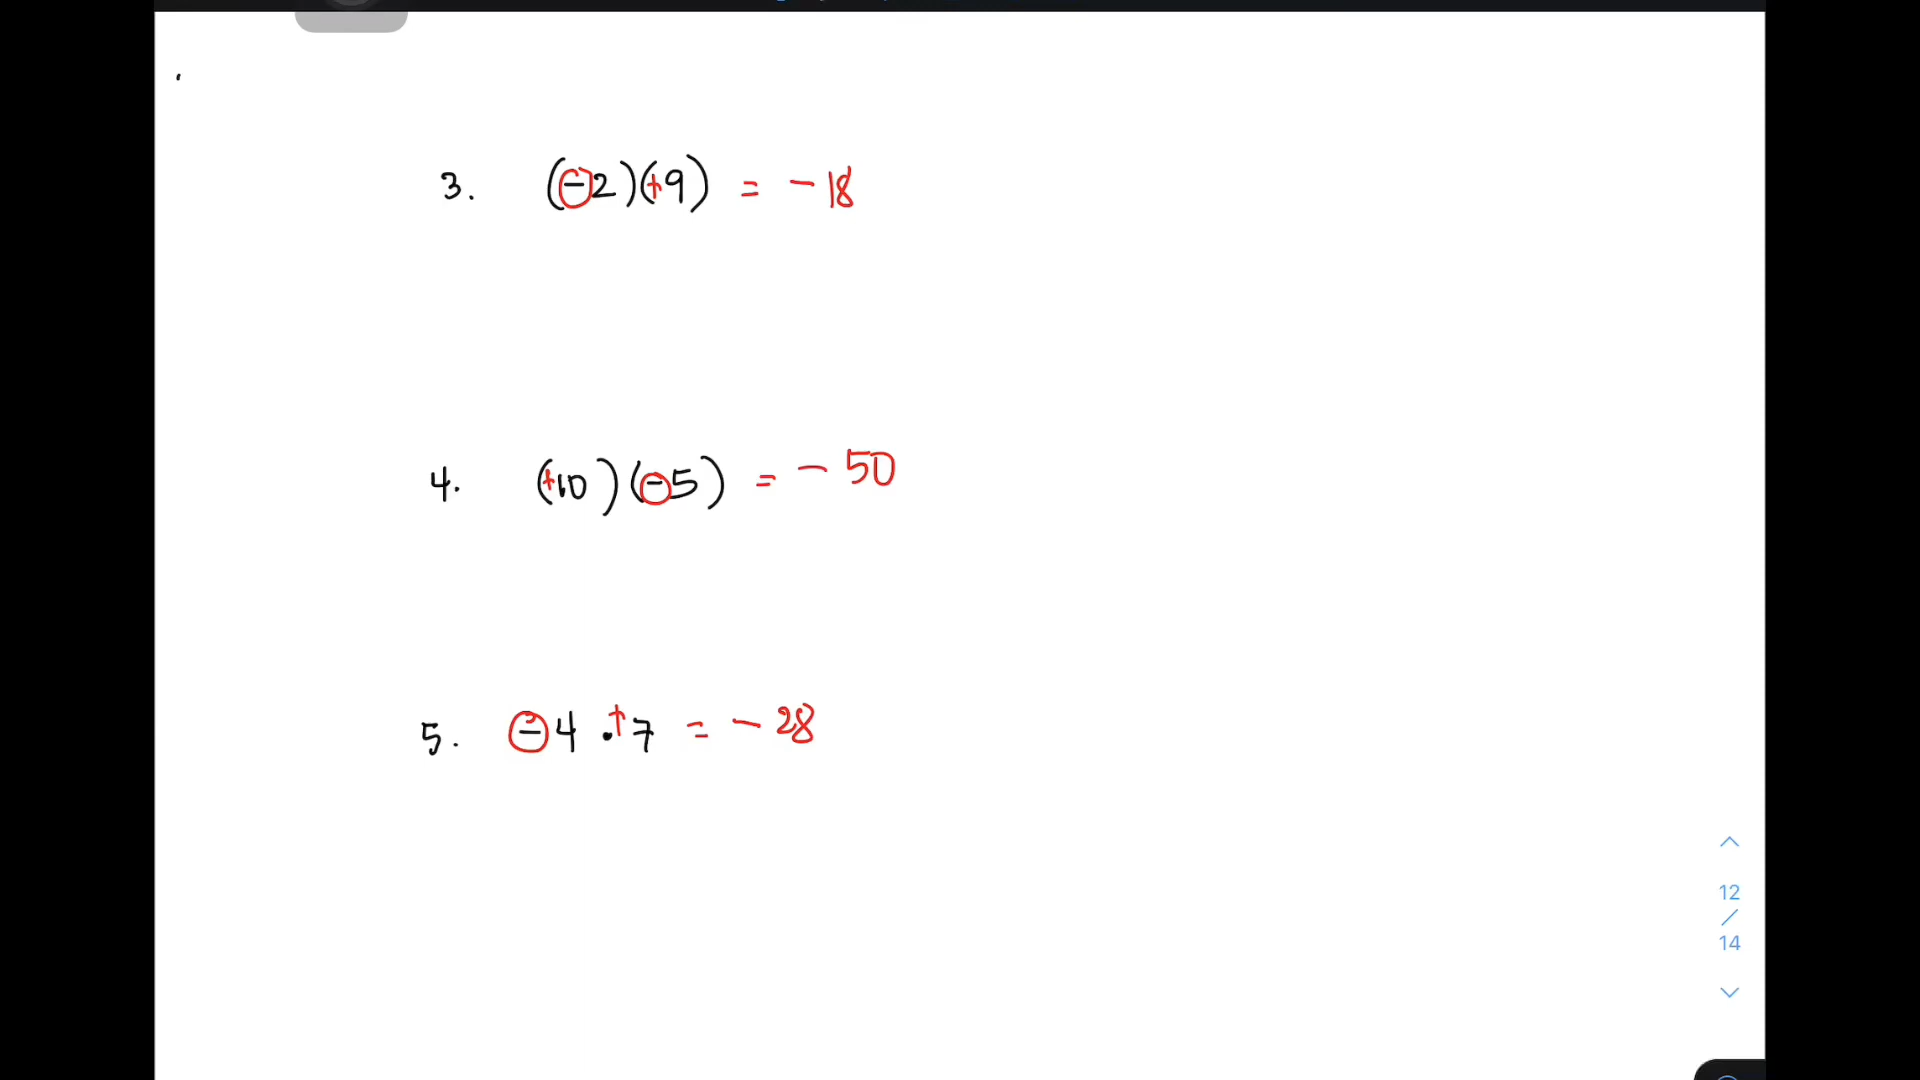 3. (-2)(+9) = -18
4. (+10)(-5) = -50
5. -4 · +7 = -28
12
/
14